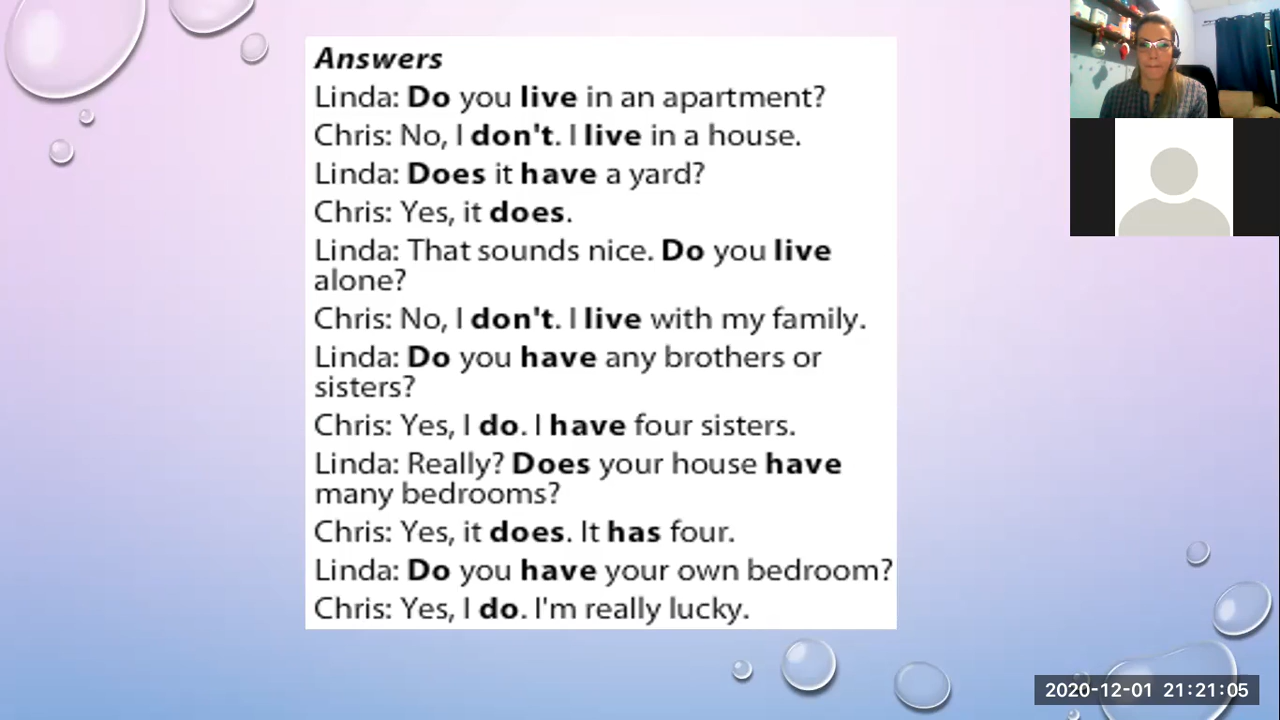 Answers
Linda: Do you live in an apartment?
Chris: No, I don't. I live in a house.
Linda: Does it have a yard?
Chris: Yes, it does.
Linda: That sounds nice. Do you live
alone?
Chris: No, I don't. I live with my family.
Linda: Do you have any brothers or
sisters?
Chris: Yes, I do. I have four sisters.
Linda: Really? Does your house have
many bedrooms?
Chris: Yes, it does. It has four.
Linda: Do you have your own bedroom?
Chris: Yes, I do. I'm really lucky.
2020-12-01 21:21:05